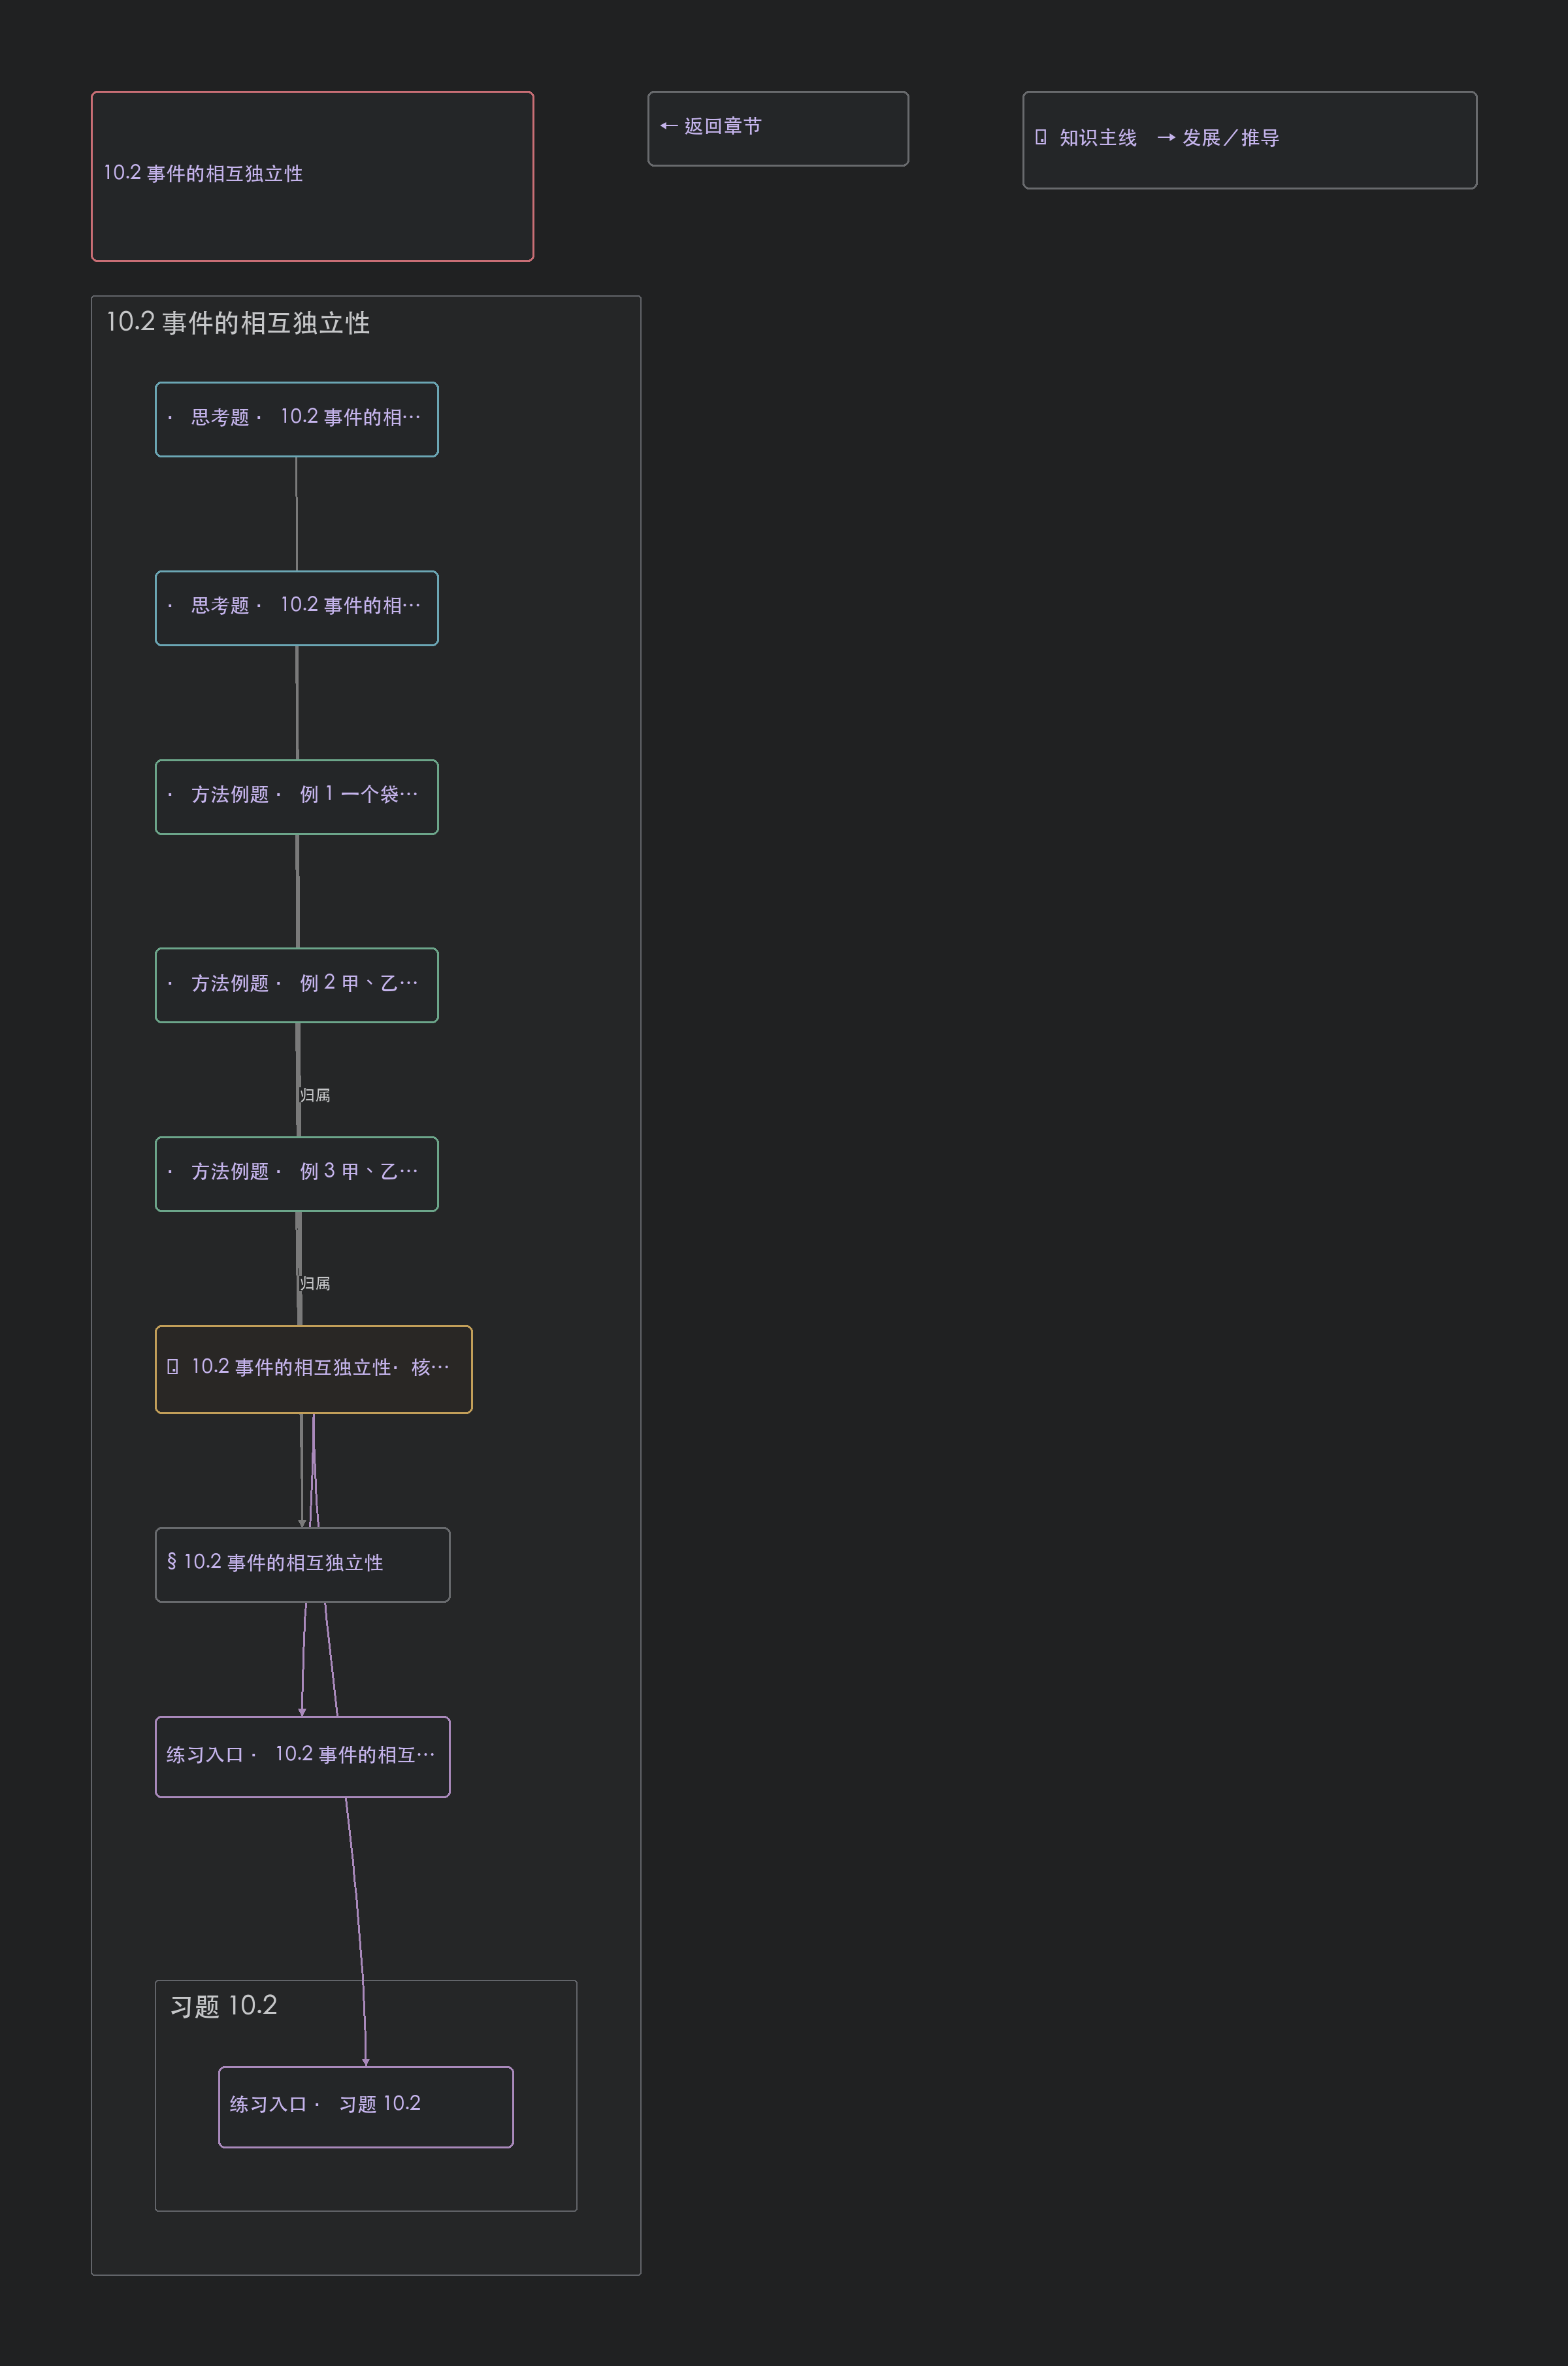 10.2 事件的相互独立性
← 返回章节
知识主线 → 发展／推导
10.2 事件的相互独立性
· 思考题 · 10.2 事件的相…
· 思考题 · 10.2 事件的相…
· 方法例题 · 例 1 一个袋…
· 方法例题 · 例 2 甲、乙…
归属
· 方法例题 · 例 3 甲、乙…
归属
10.2 事件的相互独立性· 核…
§ 10.2 事件的相互独立性
练习入口 · 10.2 事件的相互…
习题 10.2
练习入口 · 习题 10.2